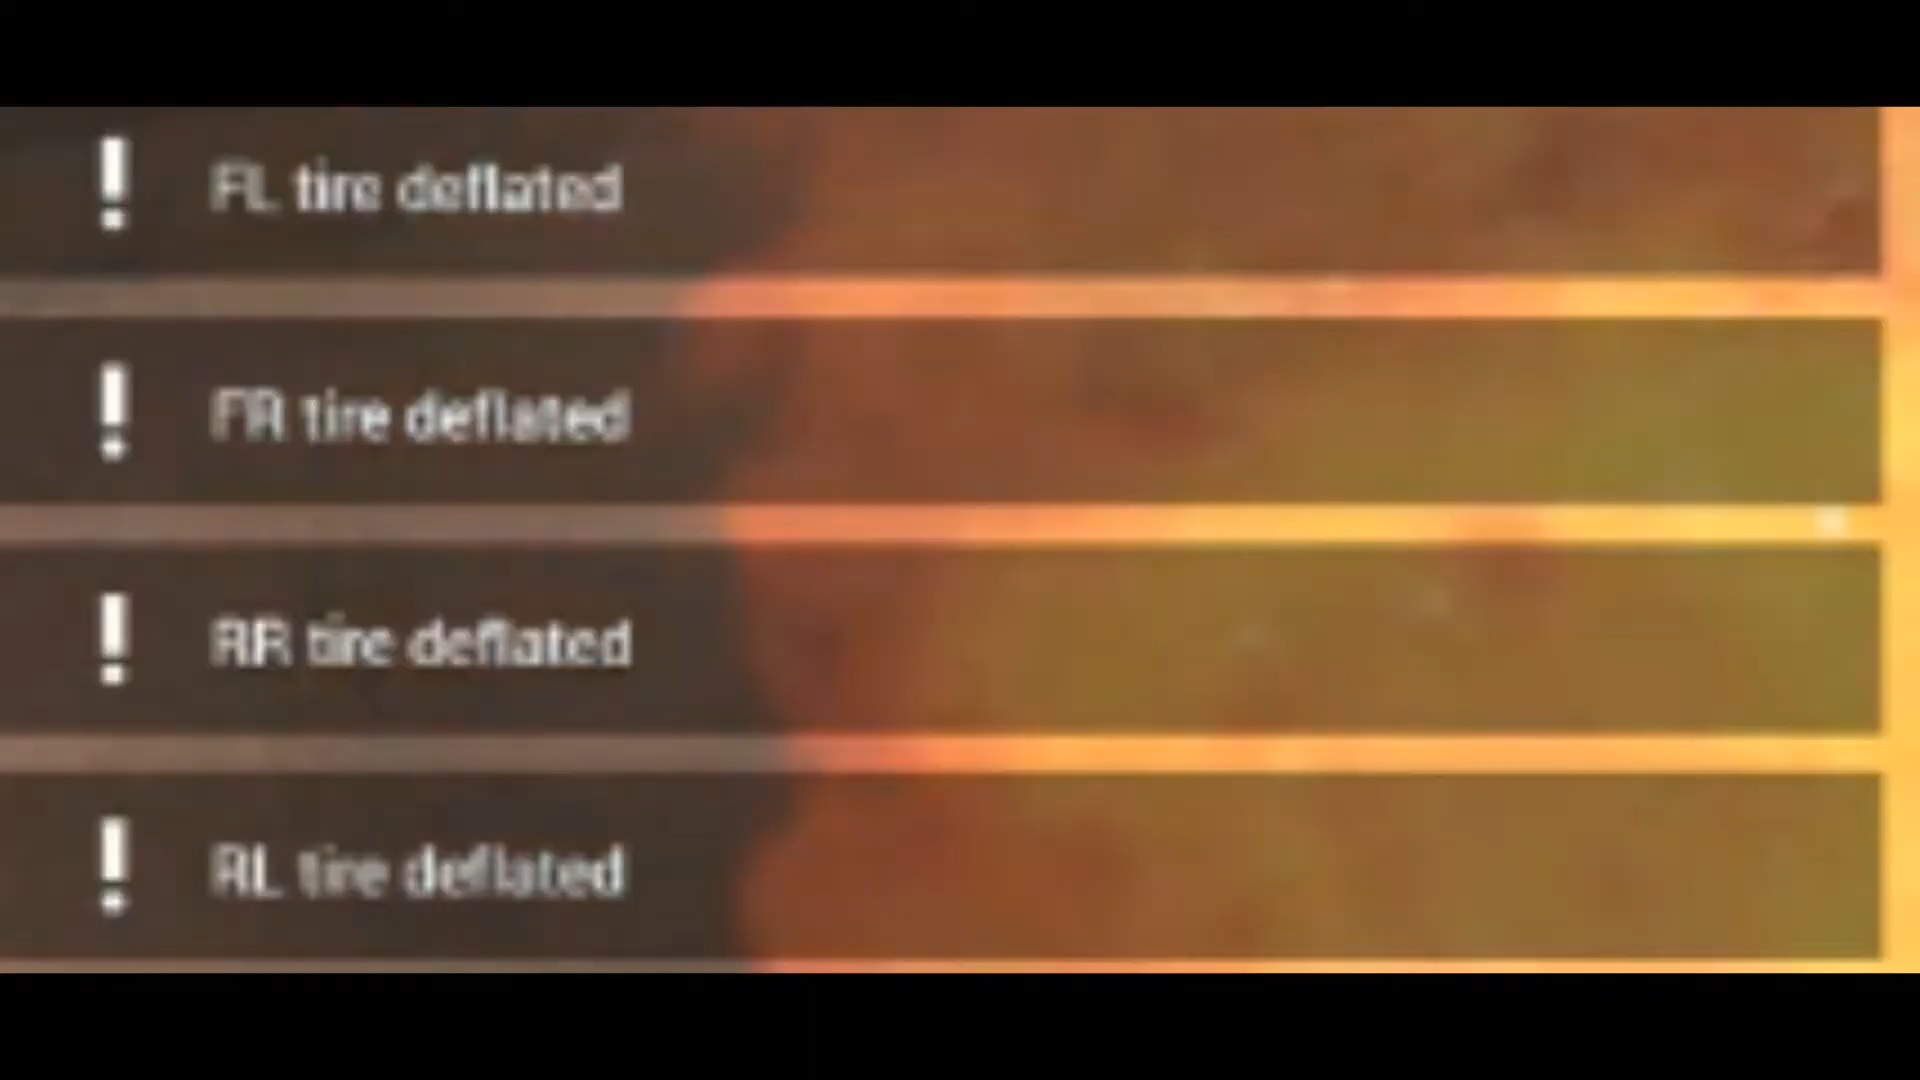 ! FL tire deflated
! FR tire deflated
! RR tire deflated
! RL tire deflated